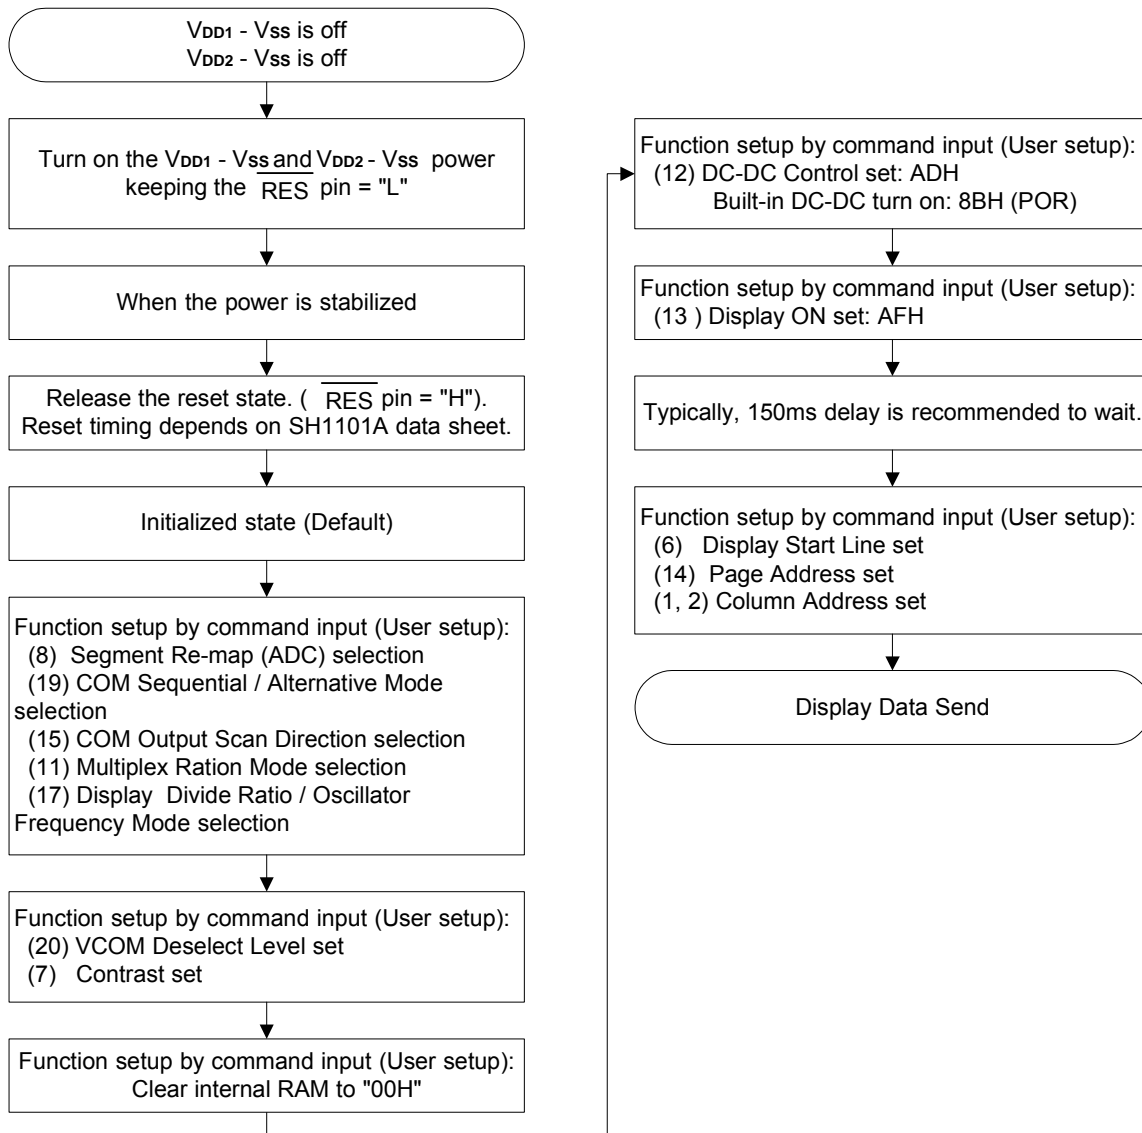 VDD1 - VSS is off
VDD2 - VSS is off
Turn on the VDD1 - VSS and VDD2 - VSS power
keeping the RES pin = "L"
When the power is stabilized
Release the reset state. ( RES pin = "H").
Reset timing depends on SH1101A data sheet.
Initialized state (Default)
Function setup by command input (User setup):
(8) Segment Re-map (ADC) selection
(19) COM Sequential / Alternative Mode
selection
(15) COM Output Scan Direction selection
(11) Multiplex Ration Mode selection
(17) Display Divide Ratio / Oscillator
Frequency Mode selection
Function setup by command input (User setup):
(20) VCOM Deselect Level set
(7) Contrast set
Function setup by command input (User setup):
Clear internal RAM to "00H"
Function setup by command input (User setup):
(12) DC-DC Control set: ADH
Built-in DC-DC turn on: 8BH (POR)
Function setup by command input (User setup):
(13 ) Display ON set: AFH
Typically, 150ms delay is recommended to wait.
Function setup by command input (User setup):
(6) Display Start Line set
(14) Page Address set
(1, 2) Column Address set
Display Data Send